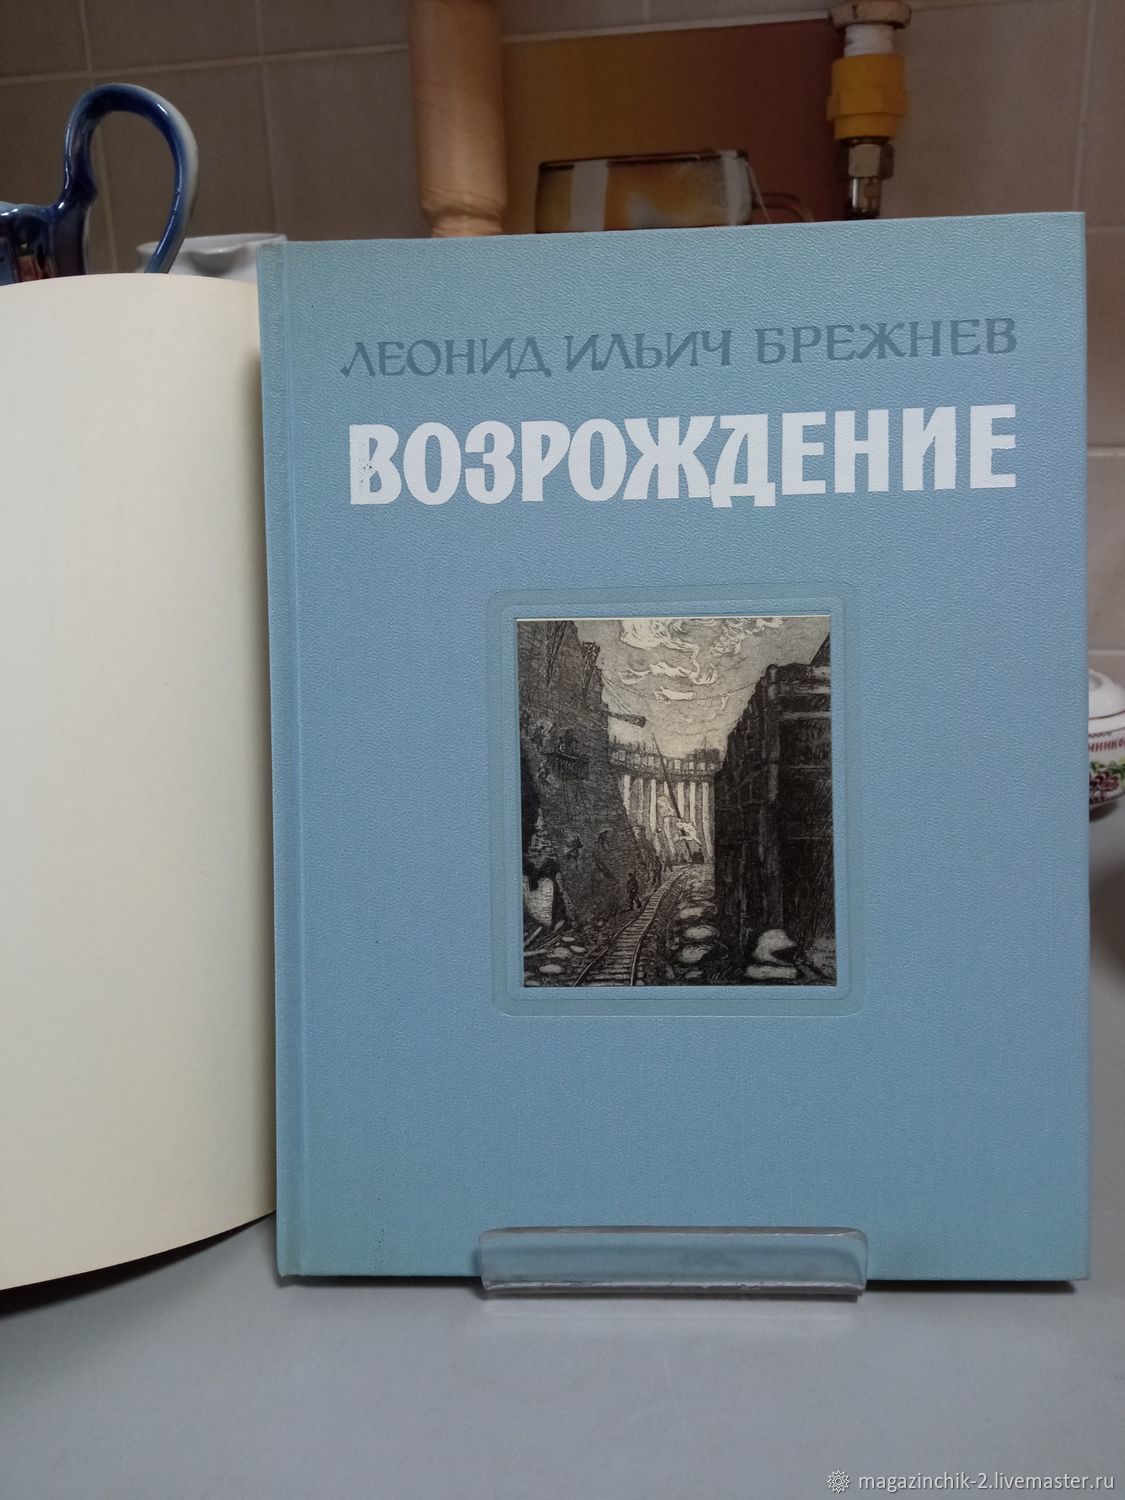 ЛЕОНИД ИЛЬИЧ БРЕЖНЕВ
ВОЗРОЖДЕНИЕ
magazinchik-2.livemaster.ru